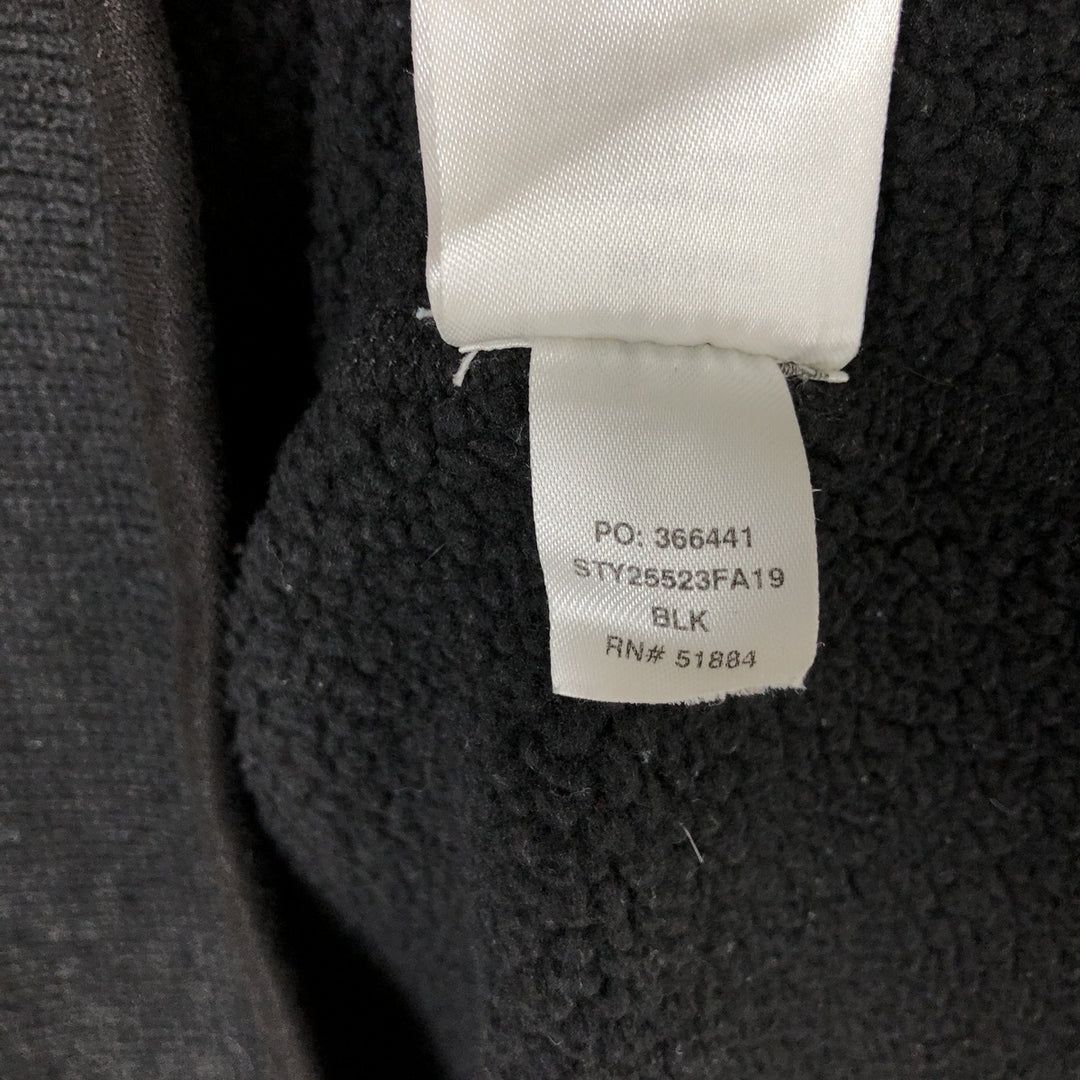 PO: 366441
STY25523FA19
BLK
RN# 51884